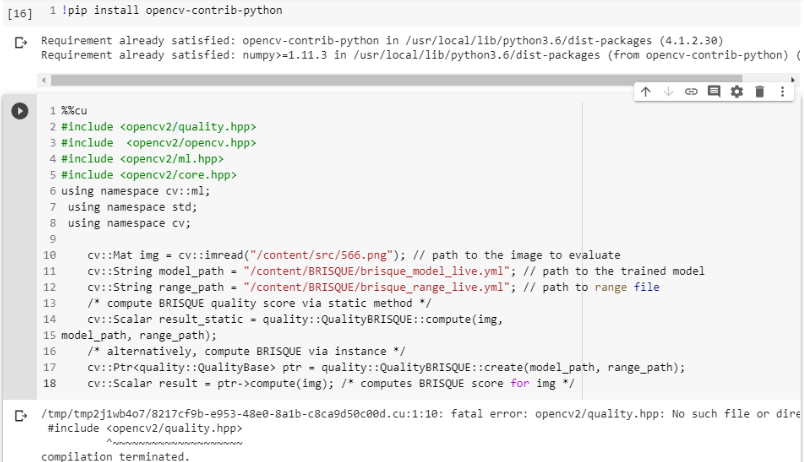 [16] 1 !pip install opencv-contrib-python
Requirement already satisfied: opencv-contrib-python in /usr/local/lib/python3.6/dist-packages (4.1.2.30)
Requirement already satisfied: numpy>=1.11.3 in /usr/local/lib/python3.6/dist-packages (from opencv-contrib-python) (
1 %%cu
2 #include <opencv2/quality.hpp>
3 #include  <opencv2/opencv.hpp>
4 #include <opencv2/ml.hpp>
5 #include <opencv2/core.hpp>
6 using namespace cv::ml;
7  using namespace std;
8  using namespace cv;
9
10    cv::Mat img = cv::imread("/content/src/566.png"); // path to the image to evaluate
11    cv::String model_path = "/content/BRISQUE/brisque_model_live.yml"; // path to the trained model
12    cv::String range_path = "/content/BRISQUE/brisque_range_live.yml"; // path to range file
13    /* compute BRISQUE quality score via static method */
14    cv::Scalar result_static = quality::QualityBRISQUE::compute(img,
15 model_path, range_path);
16    /* alternatively, compute BRISQUE via instance */
17    cv::Ptr<quality::QualityBase> ptr = quality::QualityBRISQUE::create(model_path, range_path);
18    cv::Scalar result = ptr->compute(img); /* computes BRISQUE score for img */
/tmp/tmp2j1wb4o7/8217cf9b-e953-48e0-8a1b-c8ca9d50c00d.cu:1:10: fatal error: opencv2/quality.hpp: No such file or dire
 #include <opencv2/quality.hpp>
          ^~~~~~~~~~~~~~~~~~~~~
compilation terminated.